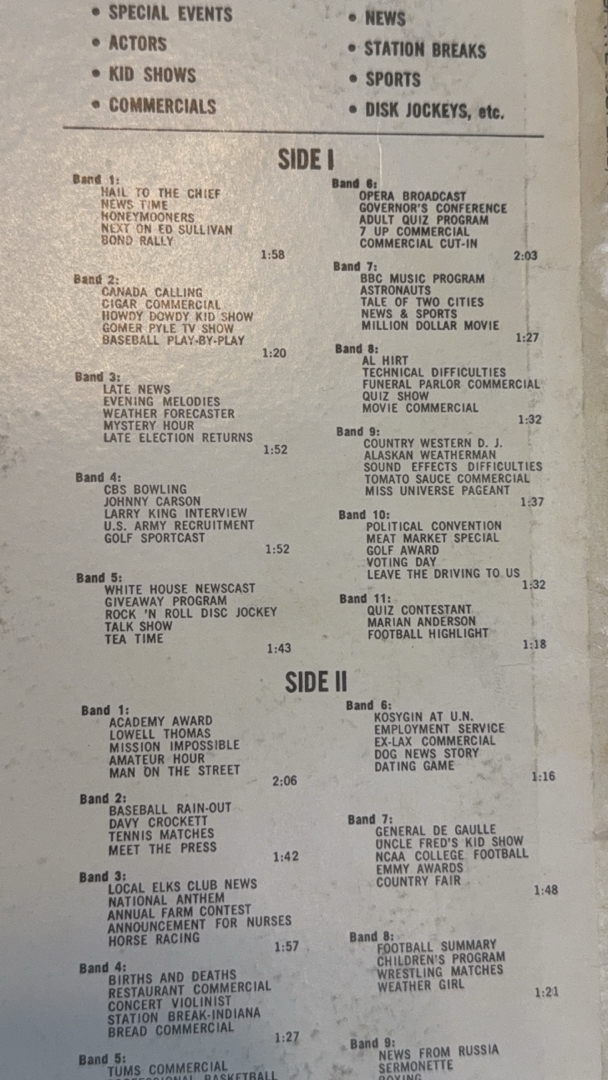 • SPECIAL EVENTS
• ACTORS
• KID SHOWS
• COMMERCIALS
• NEWS
• STATION BREAKS
• SPORTS
• DISK JOCKEYS, etc.
SIDE I
Band 1:
HAIL TO THE CHIEF
NEWS TIME
HONEYMOONERS
NEXT ON ED SULLIVAN
BOND RALLY
1:58
Band 2:
CANADA CALLING
CIGAR COMMERCIAL
HOWDY DOWDY KID SHOW
GOMER PYLE TV SHOW
BASEBALL PLAY-BY-PLAY
1:20
Band 3:
LATE NEWS
EVENING MELODIES
WEATHER FORECASTER
MYSTERY HOUR
LATE ELECTION RETURNS
1:52
Band 4:
CBS BOWLING
JOHNNY CARSON
LARRY KING INTERVIEW
U.S. ARMY RECRUITMENT
GOLF SPORTCAST
1:52
Band 5:
WHITE HOUSE NEWSCAST
GIVEAWAY PROGRAM
ROCK 'N ROLL DISC JOCKEY
TALK SHOW
TEA TIME
1:43
Band 6:
OPERA BROADCAST
GOVERNOR'S CONFERENCE
ADULT QUIZ PROGRAM
7 UP COMMERCIAL
COMMERCIAL CUT-IN
2:03
Band 7:
BBC MUSIC PROGRAM
ASTRONAUTS
TALE OF TWO CITIES
NEWS & SPORTS
MILLION DOLLAR MOVIE
1:27
Band 8:
AL HIRT
TECHNICAL DIFFICULTIES
FUNERAL PARLOR COMMERCIAL
QUIZ SHOW
MOVIE COMMERCIAL
1:32
Band 9:
COUNTRY WESTERN D. J.
ALASKAN WEATHERMAN
SOUND EFFECTS DIFFICULTIES
TOMATO SAUCE COMMERCIAL
MISS UNIVERSE PAGEANT
1:37
Band 10:
POLITICAL CONVENTION
MEAT MARKET SPECIAL
GOLF AWARD
VOTING DAY
LEAVE THE DRIVING TO US
1:32
Band 11:
QUIZ CONTESTANT
MARIAN ANDERSON
FOOTBALL HIGHLIGHT
1:18
SIDE II
Band 1:
ACADEMY AWARD
LOWELL THOMAS
MISSION IMPOSSIBLE
AMATEUR HOUR
MAN ON THE STREET
2:06
Band 2:
BASEBALL RAIN-OUT
DAVY CROCKETT
TENNIS MATCHES
MEET THE PRESS
1:42
Band 3:
LOCAL ELKS CLUB NEWS
NATIONAL ANTHEM
ANNUAL FARM CONTEST
ANNOUNCEMENT FOR NURSES
HORSE RACING
1:57
Band 4:
BIRTHS AND DEATHS
RESTAURANT COMMERCIAL
CONCERT VIOLINIST
STATION BREAK-INDIANA
BREAD COMMERCIAL
1:27
Band 5:
TUMS COMMERCIAL
PROFESSIONAL BASKETBALL
Band 6:
KOSYGIN AT U.N.
EMPLOYMENT SERVICE
EX-LAX COMMERCIAL
DOG NEWS STORY
DATING GAME
1:16
Band 7:
GENERAL DE GAULLE
UNCLE FRED'S KID SHOW
NCAA COLLEGE FOOTBALL
EMMY AWARDS
COUNTRY FAIR
1:48
Band 8:
FOOTBALL SUMMARY
CHILDREN'S PROGRAM
WRESTLING MATCHES
WEATHER GIRL
1:21
Band 9:
NEWS FROM RUSSIA
SERMONETTE
BOXING